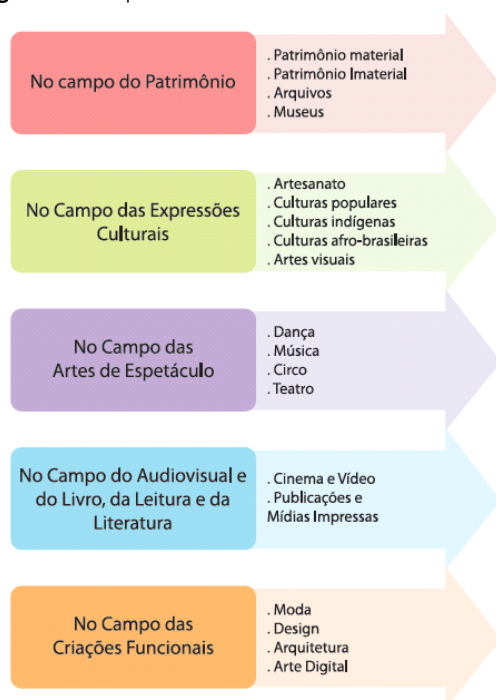 No campo do Patrimônio
. Patrimônio material
. Patrimônio Imaterial
. Arquivos
. Museus
No Campo das Expressões
Culturais
. Artesanato
. Culturas populares
. Culturas indígenas
. Culturas afro-brasileiras
. Artes visuais
No Campo das
Artes de Espetáculo
. Dança
. Música
. Circo
. Teatro
No Campo do Audiovisual e
do Livro, da Leitura e da
Literatura
. Cinema e Vídeo
. Publicações e
Mídias Impressas
No Campo das
Criações Funcionais
. Moda
. Design
. Arquitetura
. Arte Digital